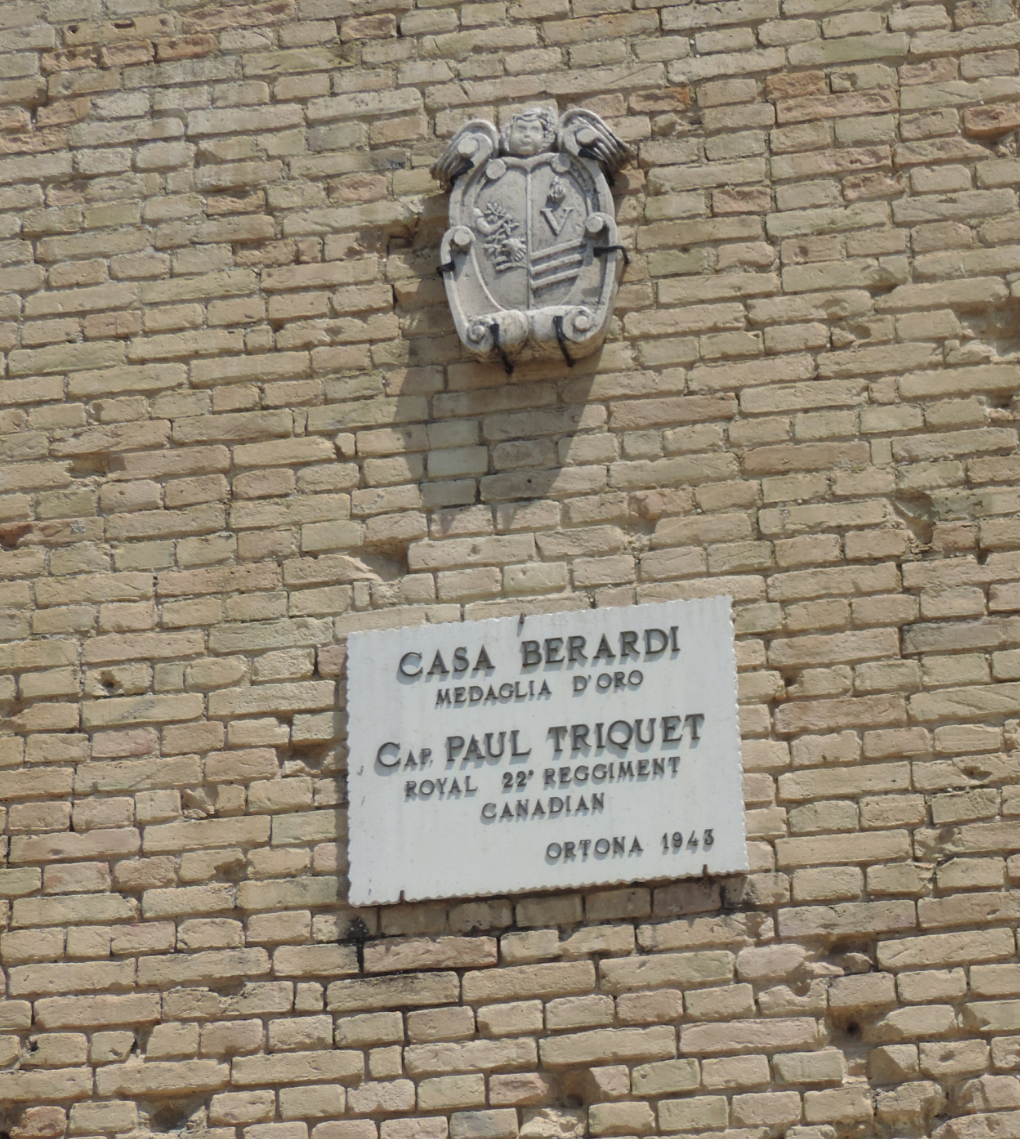 CASA BERARDI
MEDAGLIA D'ORO
CAP. PAUL TRIQUET
ROYAL 22° REGGIMENT
CANADIAN
ORTONA 1943
V